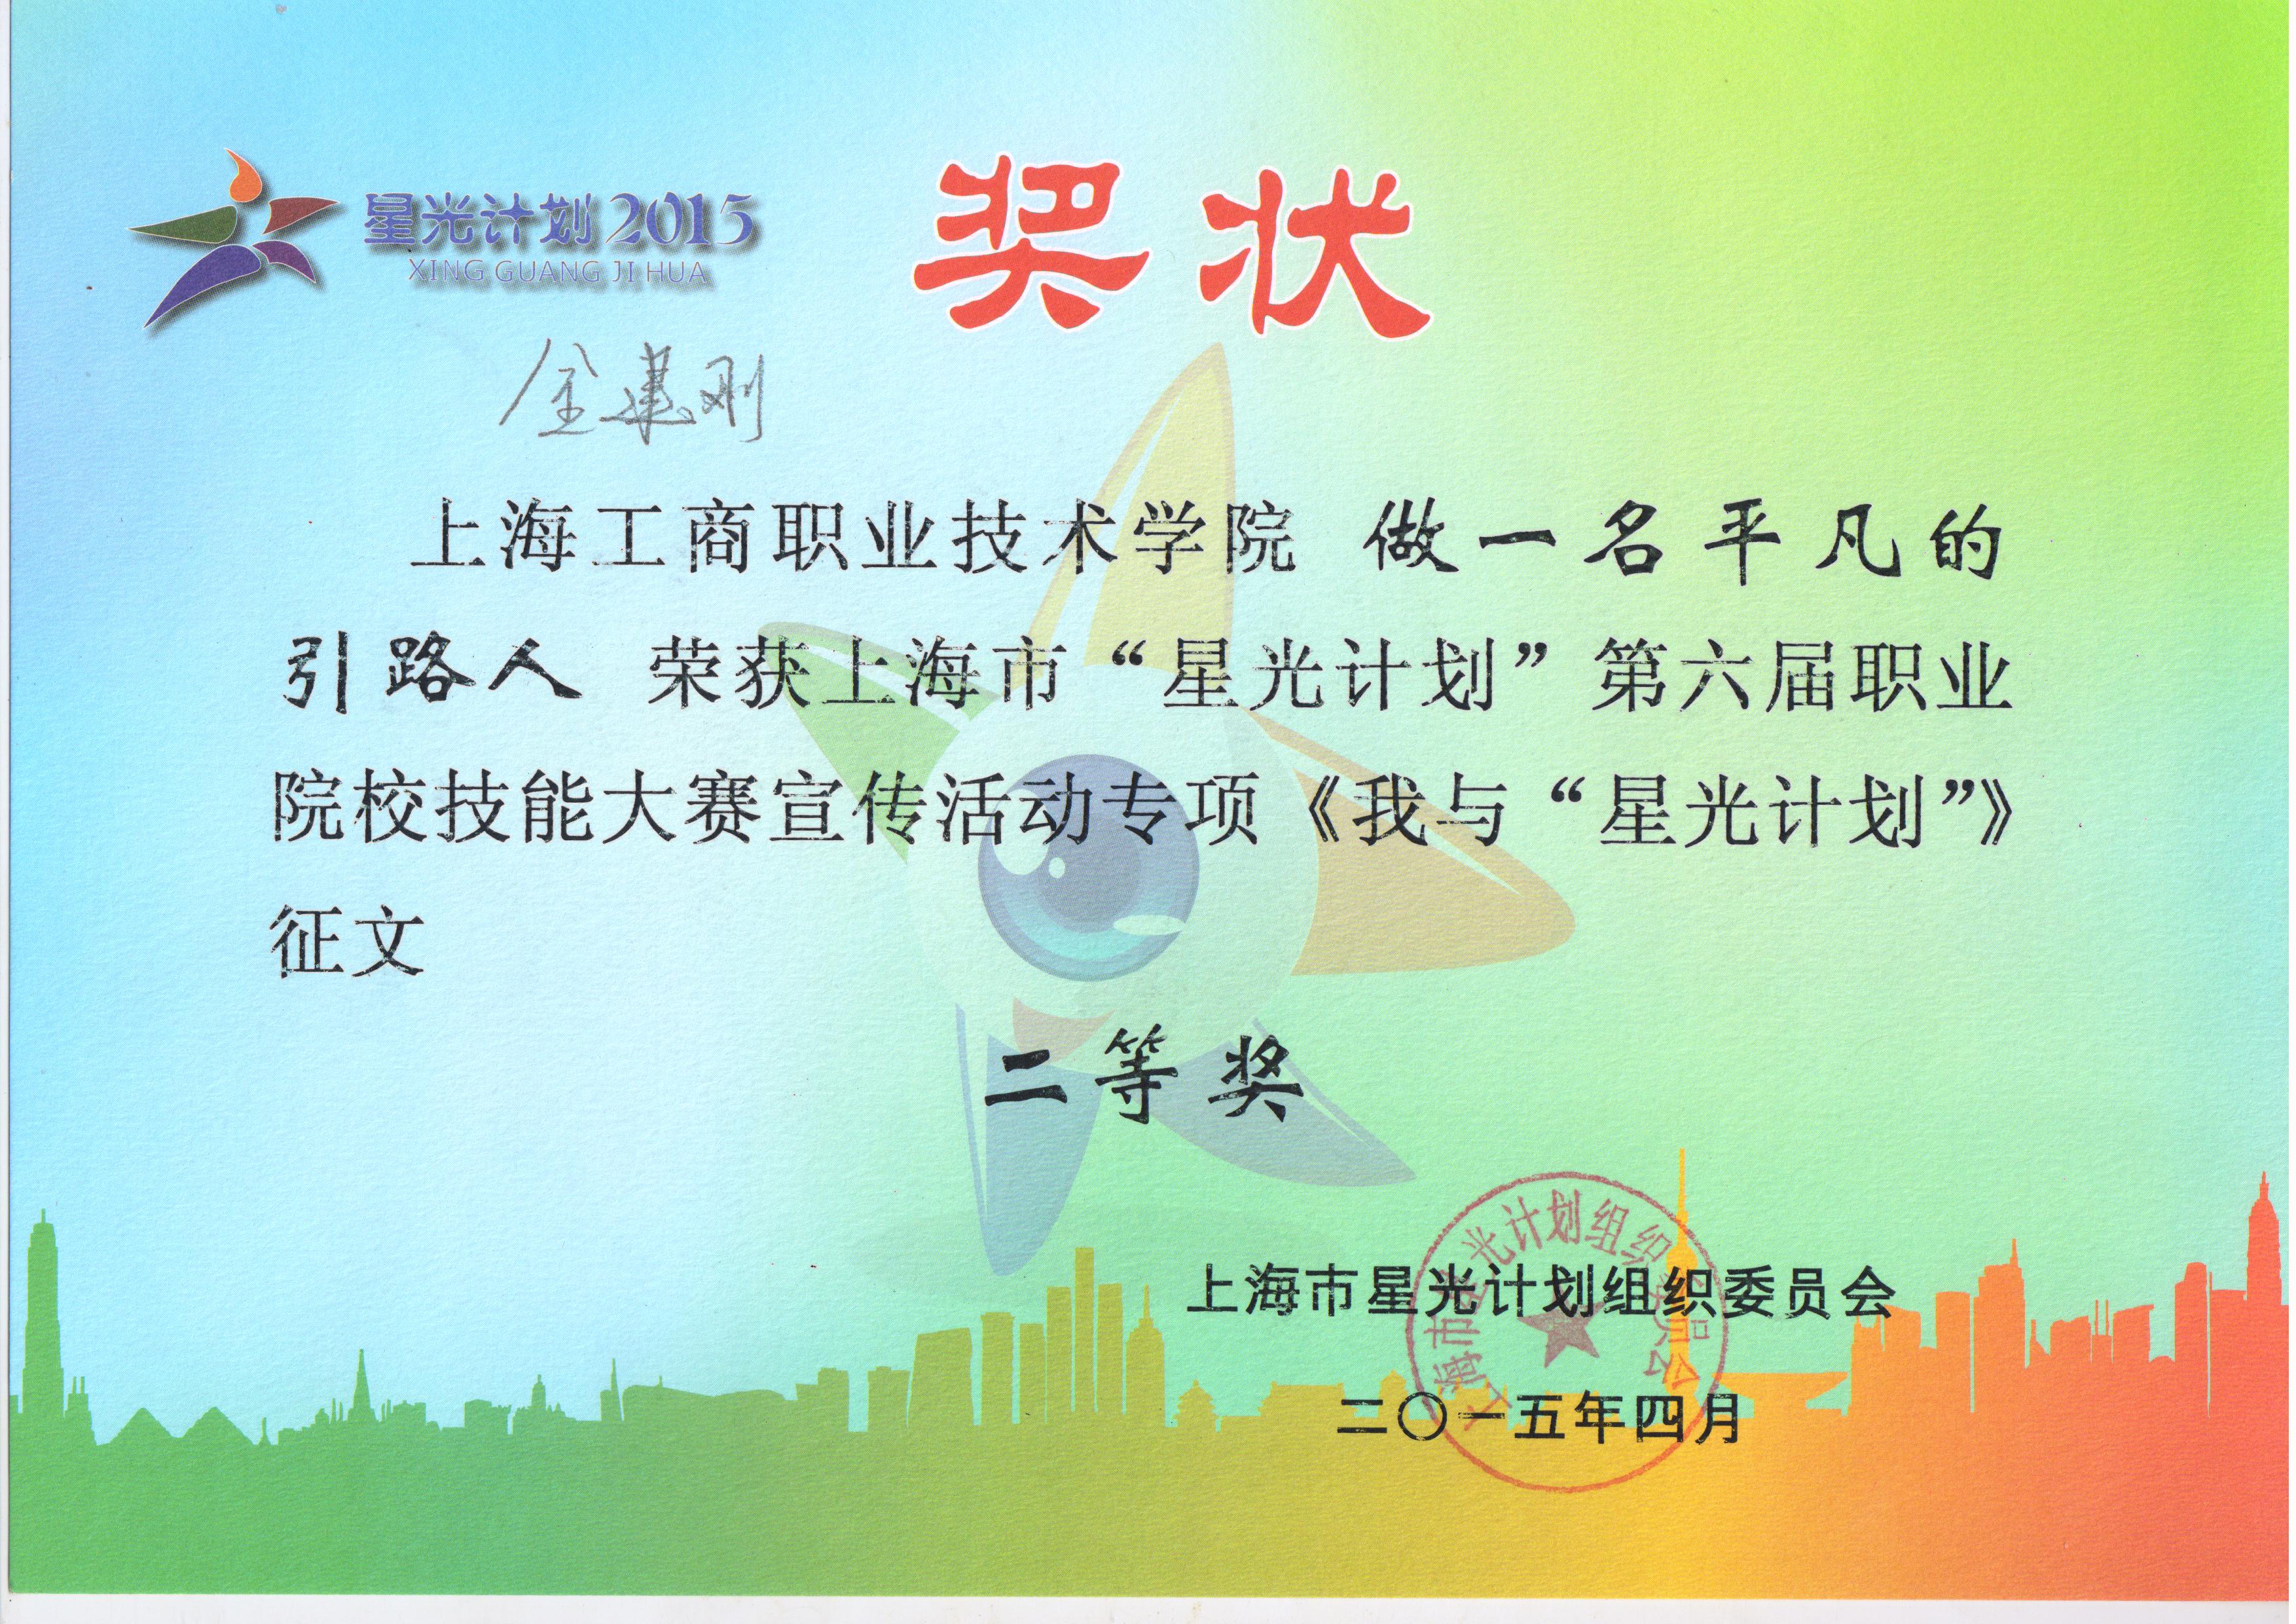 奖状
星光计划2015
XING GUANG JI HUA
金建刚
上海工商职业技术学院 做一名平凡的
引路人 荣获上海市“星光计划”第六届职业
院校技能大赛宣传活动专项《我与“星光计划”》
征文
二等奖
上海市星光计划组织委员会
二〇一五年四月
上海市星光计划组织委员会